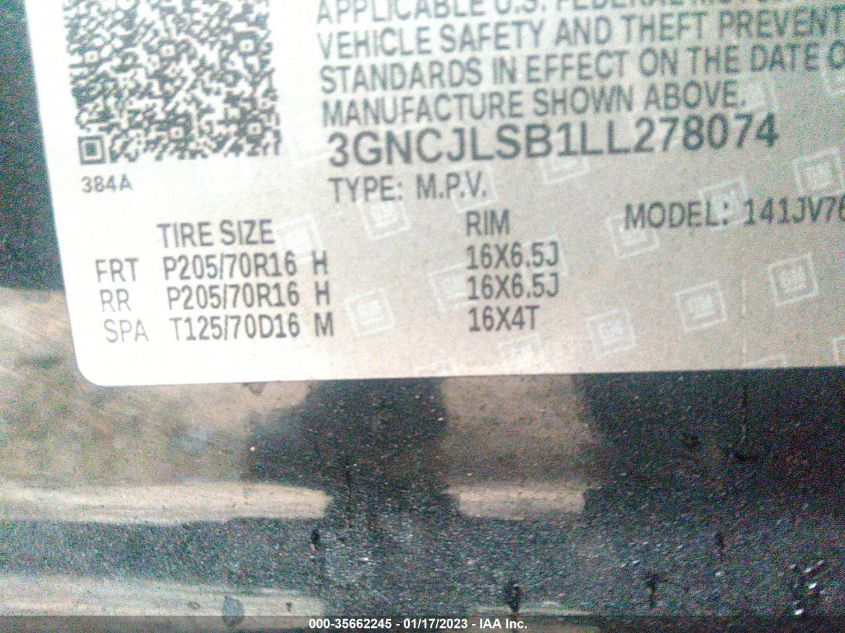 APPLICABLE U.S. FEDERAL
VEHICLE SAFETY AND THEFT PREVENT
STANDARDS IN EFFECT ON THE DATE O
MANUFACTURE SHOWN ABOVE.
3GNCJLSB1LL278074
384A
TYPE: M.P.V.
MODEL: 141JV76
TIRE SIZE RIM
FRT P205/70R16 H 16X6.5J
RR P205/70R16 H 16X6.5J
SPA T125/70D16 M 16X4T
GM
000-35662245 - 01/17/2023 - IAA Inc.